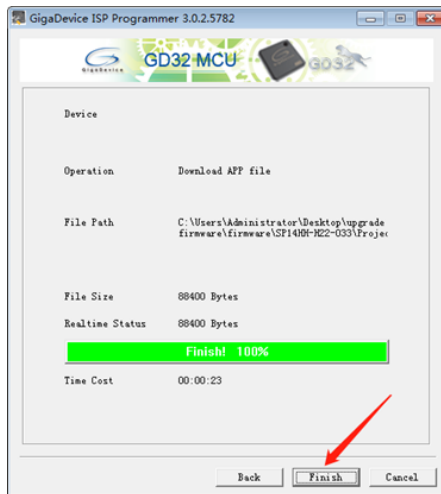 GigaDevice ISP Programmer 3.0.2.5782
GigaDevice
GD32 MCU
GD32
Device
Operation Download APP file
File Path C:\Users\Administrator\Desktop\upgrade
firmware\firmware\SP14HH-H22-033\Projec
File Size 88400 Bytes
Realtime Status 88400 Bytes
Finish! 100%
Time Cost 00:00:23
Back Finish Cancel